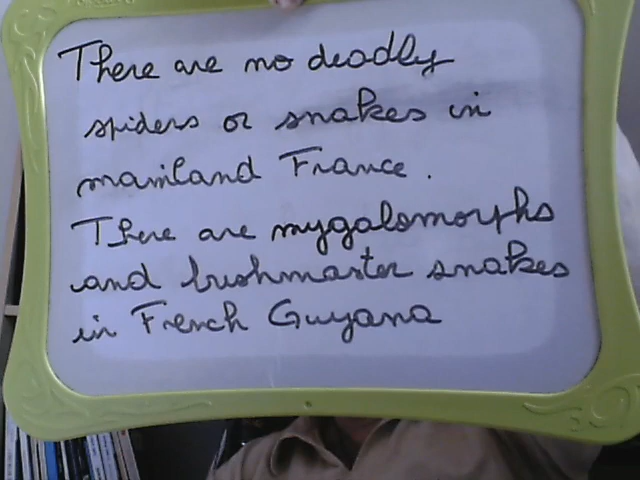 There are no deadly
spiders or snakes in
mainland France.
There are mygalomorphs
and bushmaster snakes
in French Guyana